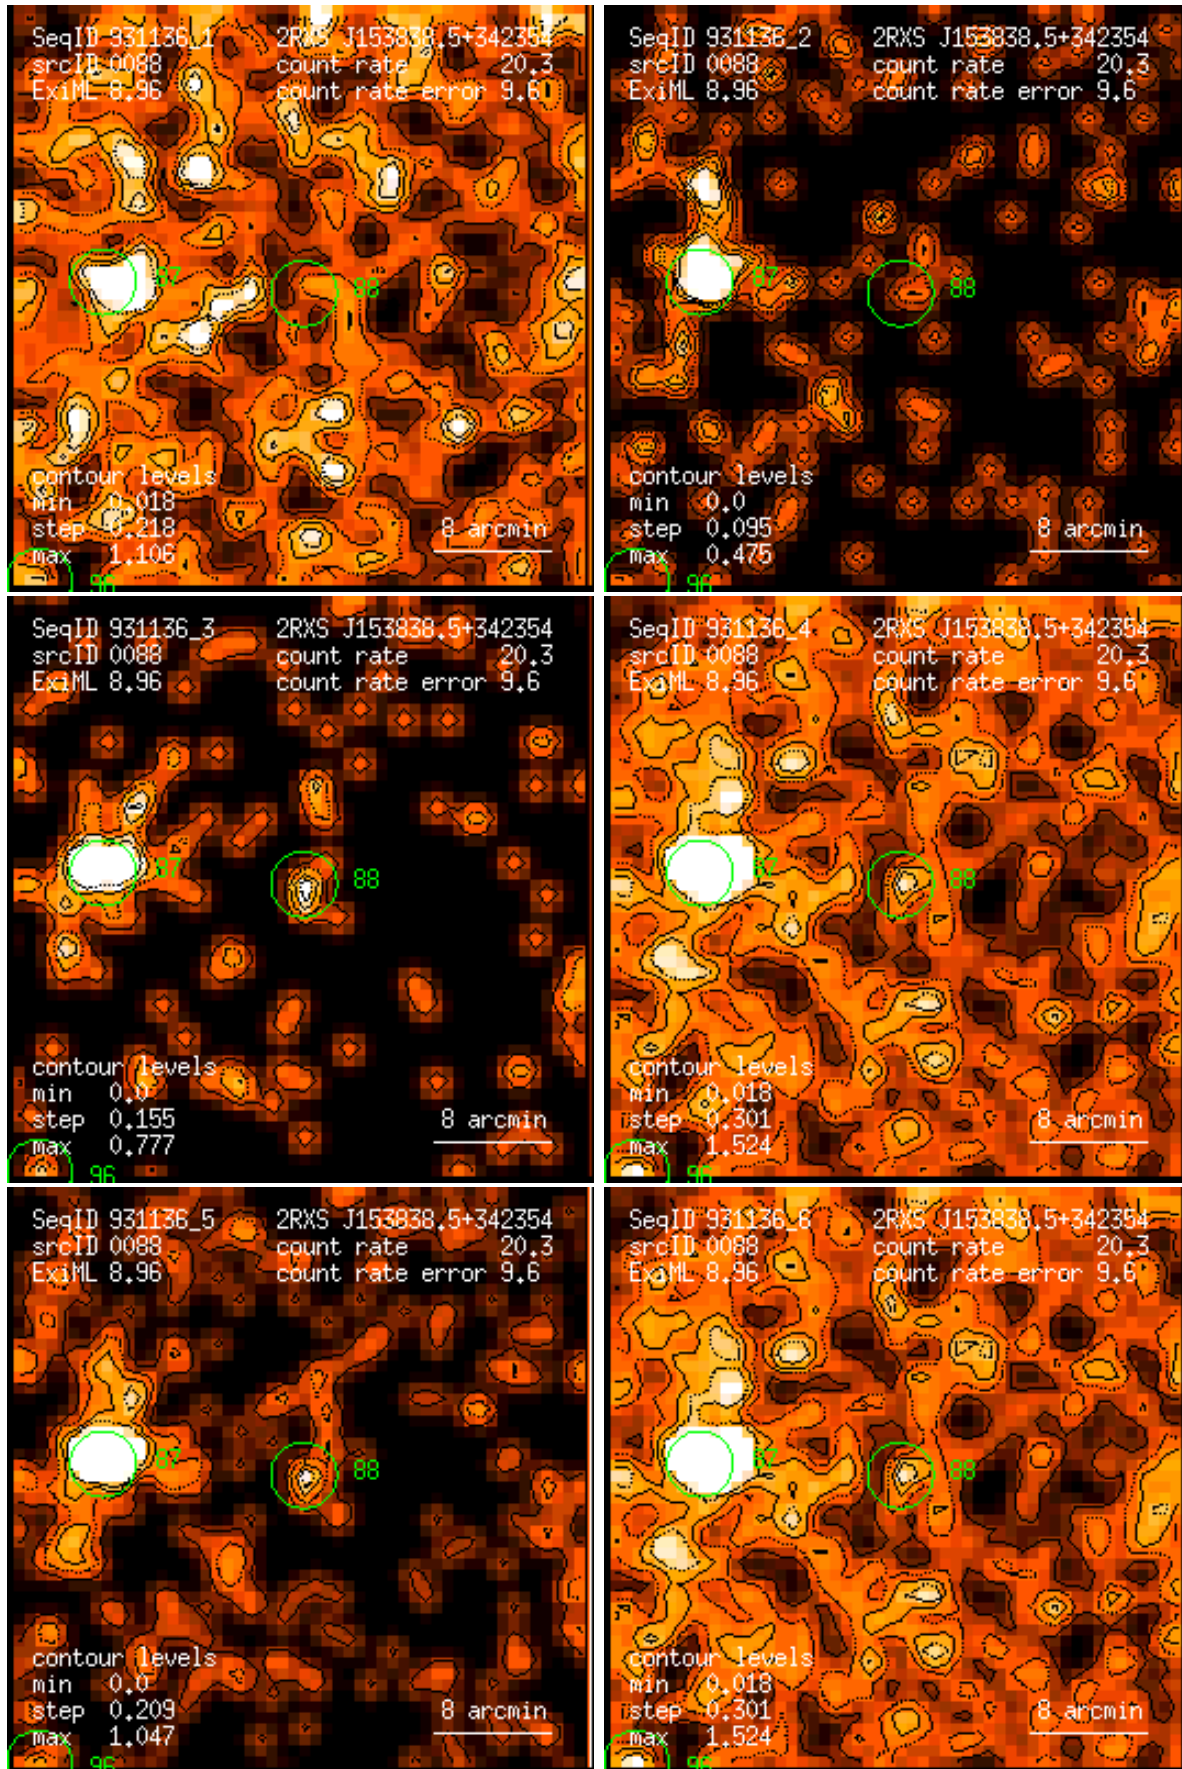 SeqID 931136_1 2RXS J153838.5+342354
srcID 0088 count rate 20.3
ExiML 8.96 count rate error 9.6
87
88
contour levels
min 0.018
step 0.218
max 1.106
8 arcmin
96
SeqID 931136_2 2RXS J153838.5+342354
srcID 0088 count rate 20.3
ExiML 8.96 count rate error 9.6
87
88
contour levels
min 0.0
step 0.095
max 0.475
8 arcmin
96
SeqID 931136_3 2RXS J153838.5+342354
srcID 0088 count rate 20.3
ExiML 8.96 count rate error 9.6
87
88
contour levels
min 0.0
step 0.155
max 0.777
8 arcmin
96
SeqID 931136_4 2RXS J153838.5+342354
srcID 0088 count rate 20.3
ExiML 8.96 count rate error 9.6
87
88
contour levels
min 0.018
step 0.301
max 1.524
8 arcmin
96
SeqID 931136_5 2RXS J153838.5+342354
srcID 0088 count rate 20.3
ExiML 8.96 count rate error 9.6
87
88
contour levels
min 0.0
step 0.209
max 1.047
8 arcmin
96
SeqID 931136_6 2RXS J153838.5+342354
srcID 0088 count rate 20.3
ExiML 8.96 count rate error 9.6
87
88
contour levels
min 0.018
step 0.301
max 1.524
8 arcmin
96